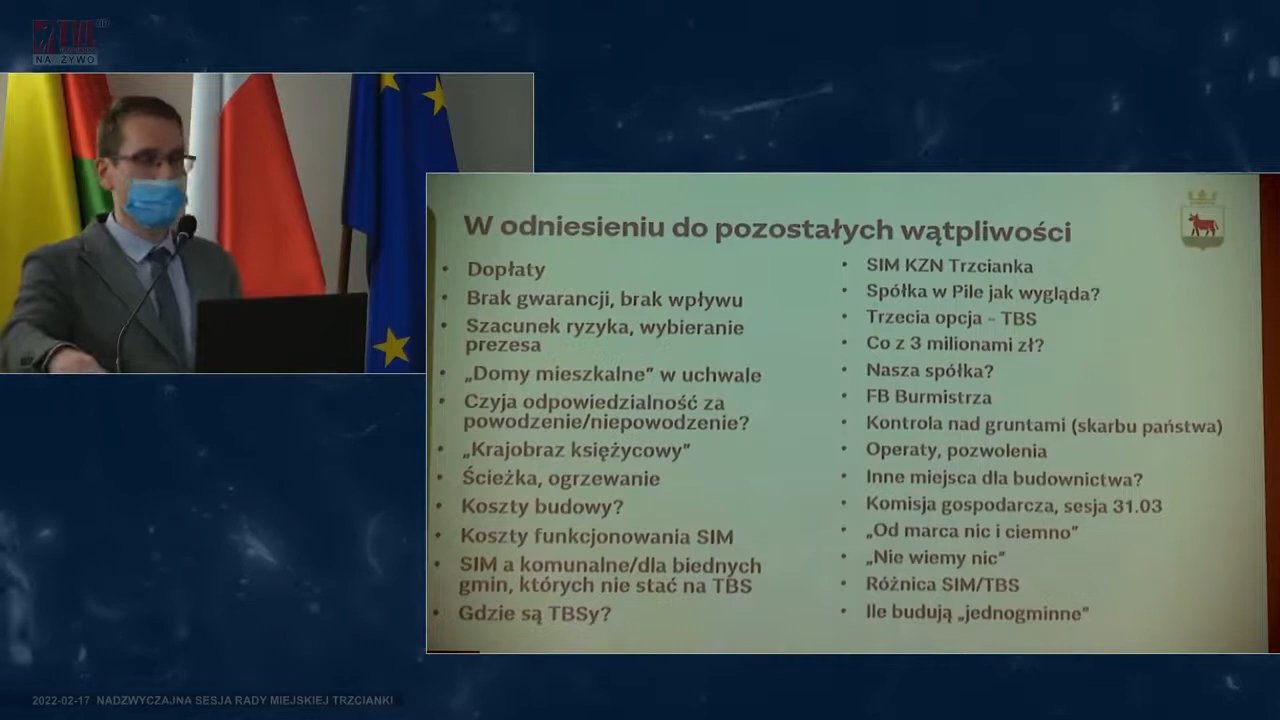 TVL
HD
NA ŻYWO
W odniesieniu do pozostałych wątpliwości
• Dopłaty
• Brak gwarancji, brak wpływu
• Szacunek ryzyka, wybieranie
prezesa
• „Domy mieszkalne” w uchwale
• Czyja odpowiedzialność za
powodzenie/niepowodzenie?
• „Krajobraz księżycowy”
• Ścieżka, ogrzewanie
• Koszty budowy?
• Koszty funkcjonowania SIM
• SIM a komunalne/dla biednych
gmin, których nie stać na TBS
• Gdzie są TBSy?
• SIM KZN Trzcianka
• Spółka w Pile jak wygląda?
• Trzecia opcja - TBS
• Co z 3 milionami zł?
• Nasza spółka?
• FB Burmistrza
• Kontrola nad gruntami (skarbu państwa)
• Operaty, pozwolenia
• Inne miejsca dla budownictwa?
• Komisja gospodarcza, sesja 31.03
• „Od marca nic i ciemno”
• „Nie wiemy nic”
• Różnica SIM/TBS
• Ile budują „jednogminne”
2022-02-17 NADZWYCZAJNA SESJA RADY MIEJSKIEJ TRZCIANKI